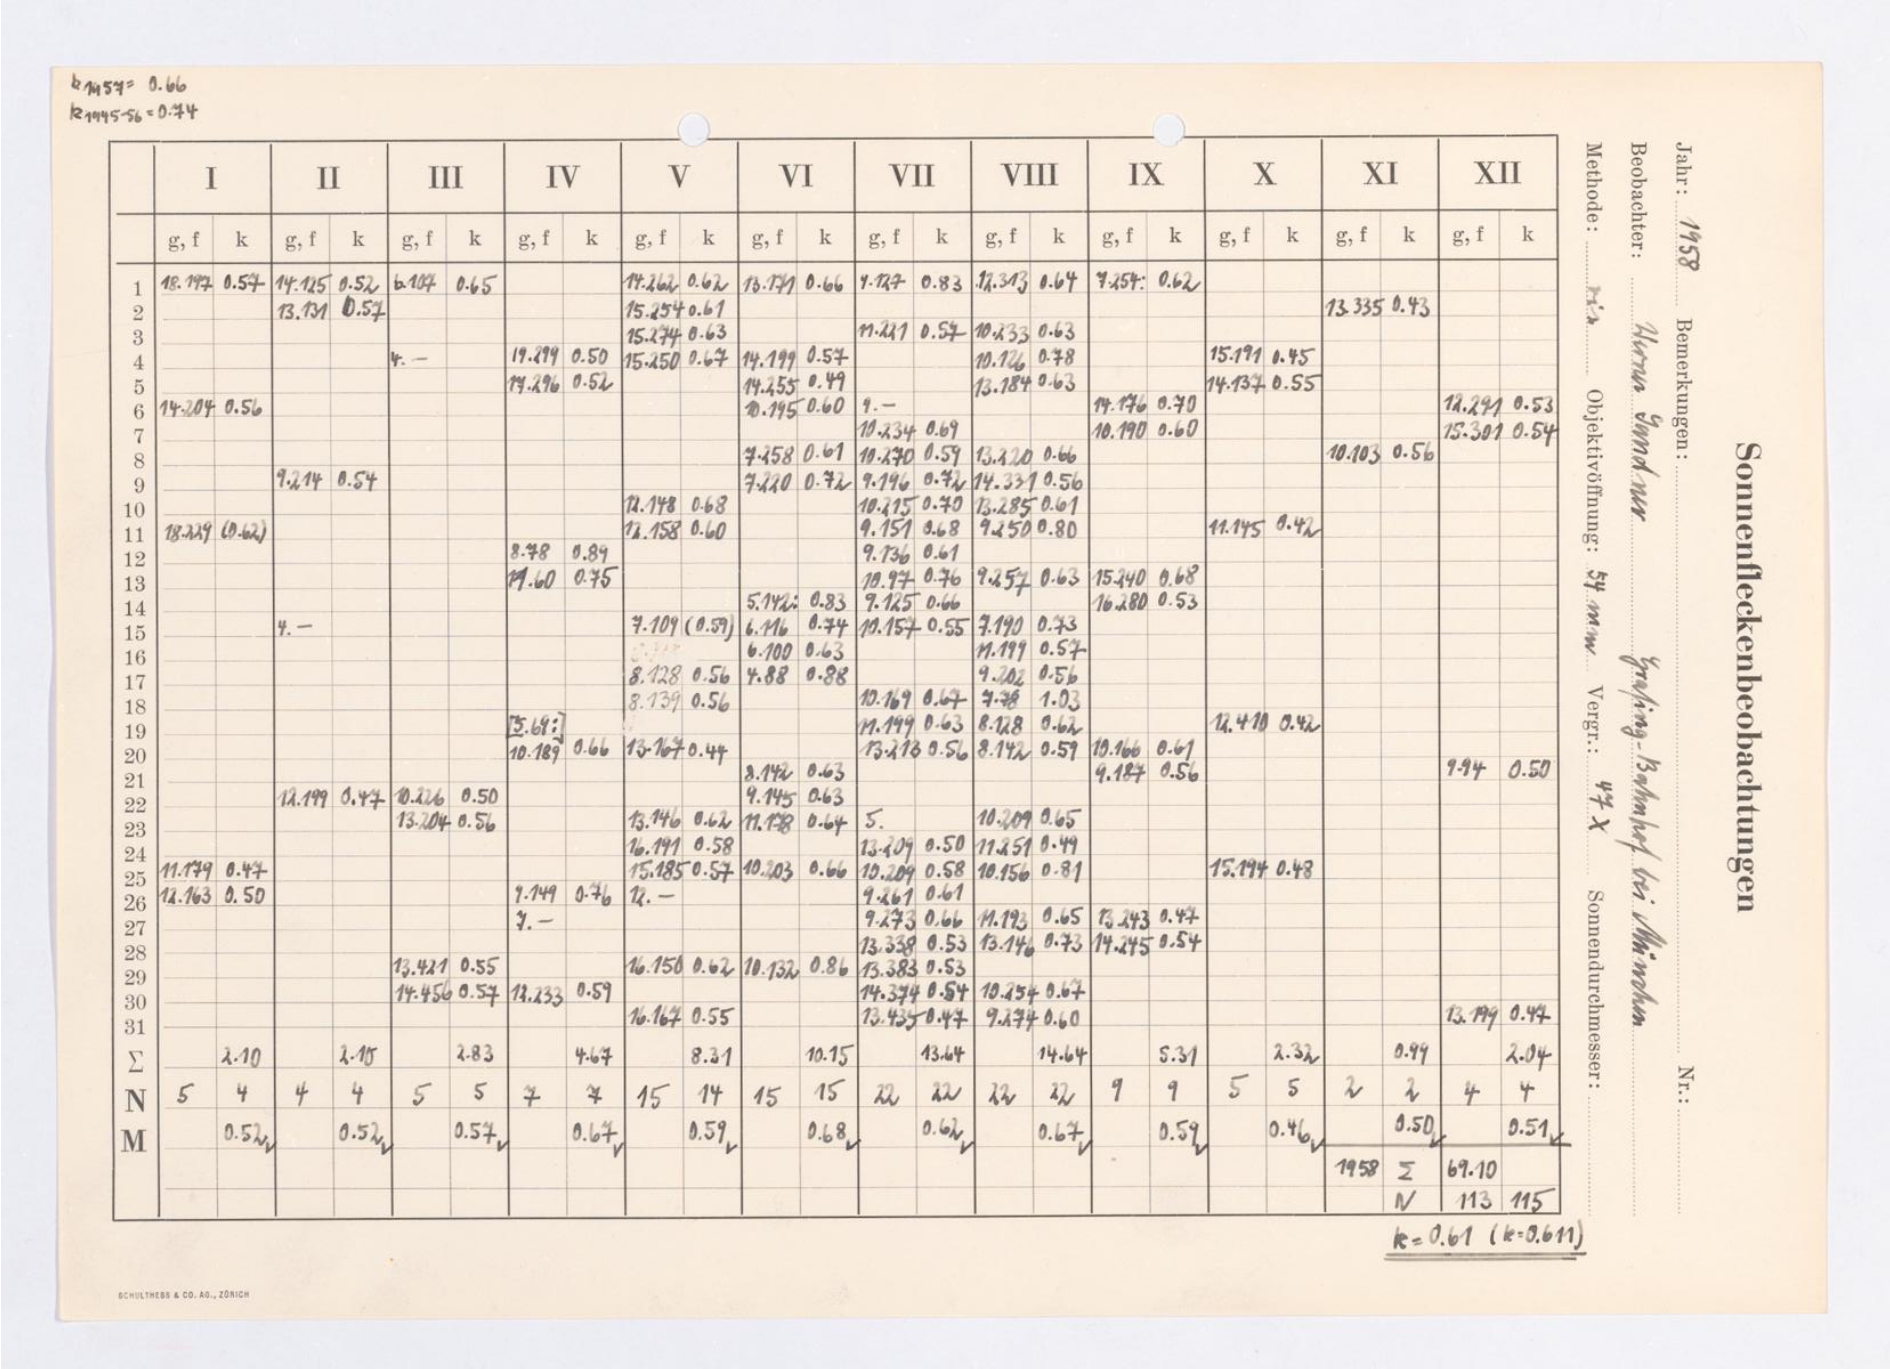 k1957= 0.66
k1945-56=0.74
I II III IV V VI VII VIII IX X XI XII
g, f k g, f k g, f k g, f k g, f k g, f k g, f k g, f k g, f k g, f k g, f k g, f k
1 18.197 0.57 14.125 0.52 6.107 0.65 14.262 0.62 13.171 0.66 9.127 0.83 12.313 0.64 7.254: 0.62
2 13.131 0.57 15.254 0.61 13.335 0.43
3 15.274 0.63 11.221 0.57 10.233 0.63
4 4.— 19.299 0.50 15.250 0.67 14.199 0.57 10.126 0.78 15.191 0.45
5 17.296 0.52 14.255 0.49 13.184 0.63 14.137 0.55
6 14.204 0.56 10.195 0.60 9.— 14.176 0.70 12.291 0.53
7 10.234 0.69 10.190 0.60 15.301 0.54
8 7.258 0.61 10.270 0.59 13.220 0.66 10.103 0.56
9 9.214 0.54 7.220 0.72 9.196 0.72 14.331 0.56
10 12.148 0.68 10.215 0.70 13.285 0.61
11 18.229 (0.62) 12.158 0.60 9.151 0.68 9.250 0.80 11.145 0.42
12 8.78 0.89 9.136 0.61
13 11.60 0.75 10.97 0.76 9.257 0.63 15.240 0.68
14 5.142: 0.83 9.125 0.66 16.280 0.53
15 4.— 7.109 (0.59) 6.116 0.74 10.157 0.55 7.190 0.73
16 6.100 0.63 11.199 0.57
17 8.128 0.56 4.88 0.88 9.202 0.56
18 8.139 0.56 10.169 0.67 7.78 1.03
19 [5.69:] 11.199 0.63 8.128 0.62 12.410 0.42
20 10.189 0.66 13.167 0.44 13.213 0.56 8.142 0.59 10.166 0.61
21 8.142 0.63 9.187 0.56 9.94 0.50
22 12.199 0.47 10.226 0.50 9.145 0.63
23 13.204 0.56 13.146 0.62 11.178 0.64 5. 10.209 0.65
24 16.191 0.58 13.209 0.50 11.251 0.49
25 11.179 0.47 15.185 0.57 10.203 0.66 10.209 0.58 10.156 0.81 15.194 0.48
26 12.163 0.50 9.149 0.76 12.— 9.261 0.61
27 7.— 9.273 0.66 11.193 0.65 13.243 0.47
28 13.338 0.53 13.146 0.73 14.245 0.54
29 13.421 0.55 16.150 0.62 10.132 0.86 13.383 0.53
30 14.456 0.57 12.233 0.59 14.374 0.54 10.254 0.67
31 16.167 0.55 13.435 0.47 9.274 0.60 13.199 0.47
Σ 2.10 2.10 2.83 4.67 8.31 10.15 13.64 14.64 5.31 2.32 0.99 2.04
N 5 4 4 4 5 5 7 7 15 14 15 15 22 22 22 22 9 9 5 5 2 2 4 4
M 0.52 0.52 0.57 0.67 0.59 0.68 0.62 0.67 0.59 0.46 0.50 0.51
1958 Σ 69.10
N 113 115
k=0.61 (k=0.611)
Sonnenfleckenbeobachtungen
Jahr: 1958 Bemerkungen: Nr.:
Beobachter: Grafing-Bahnhof bei München
Methode: Objektivöffnung: 54 mm Vergr.: 47 X Sonnendurchmesser:
SCHULTHESS & CO. AG., ZÜRICH